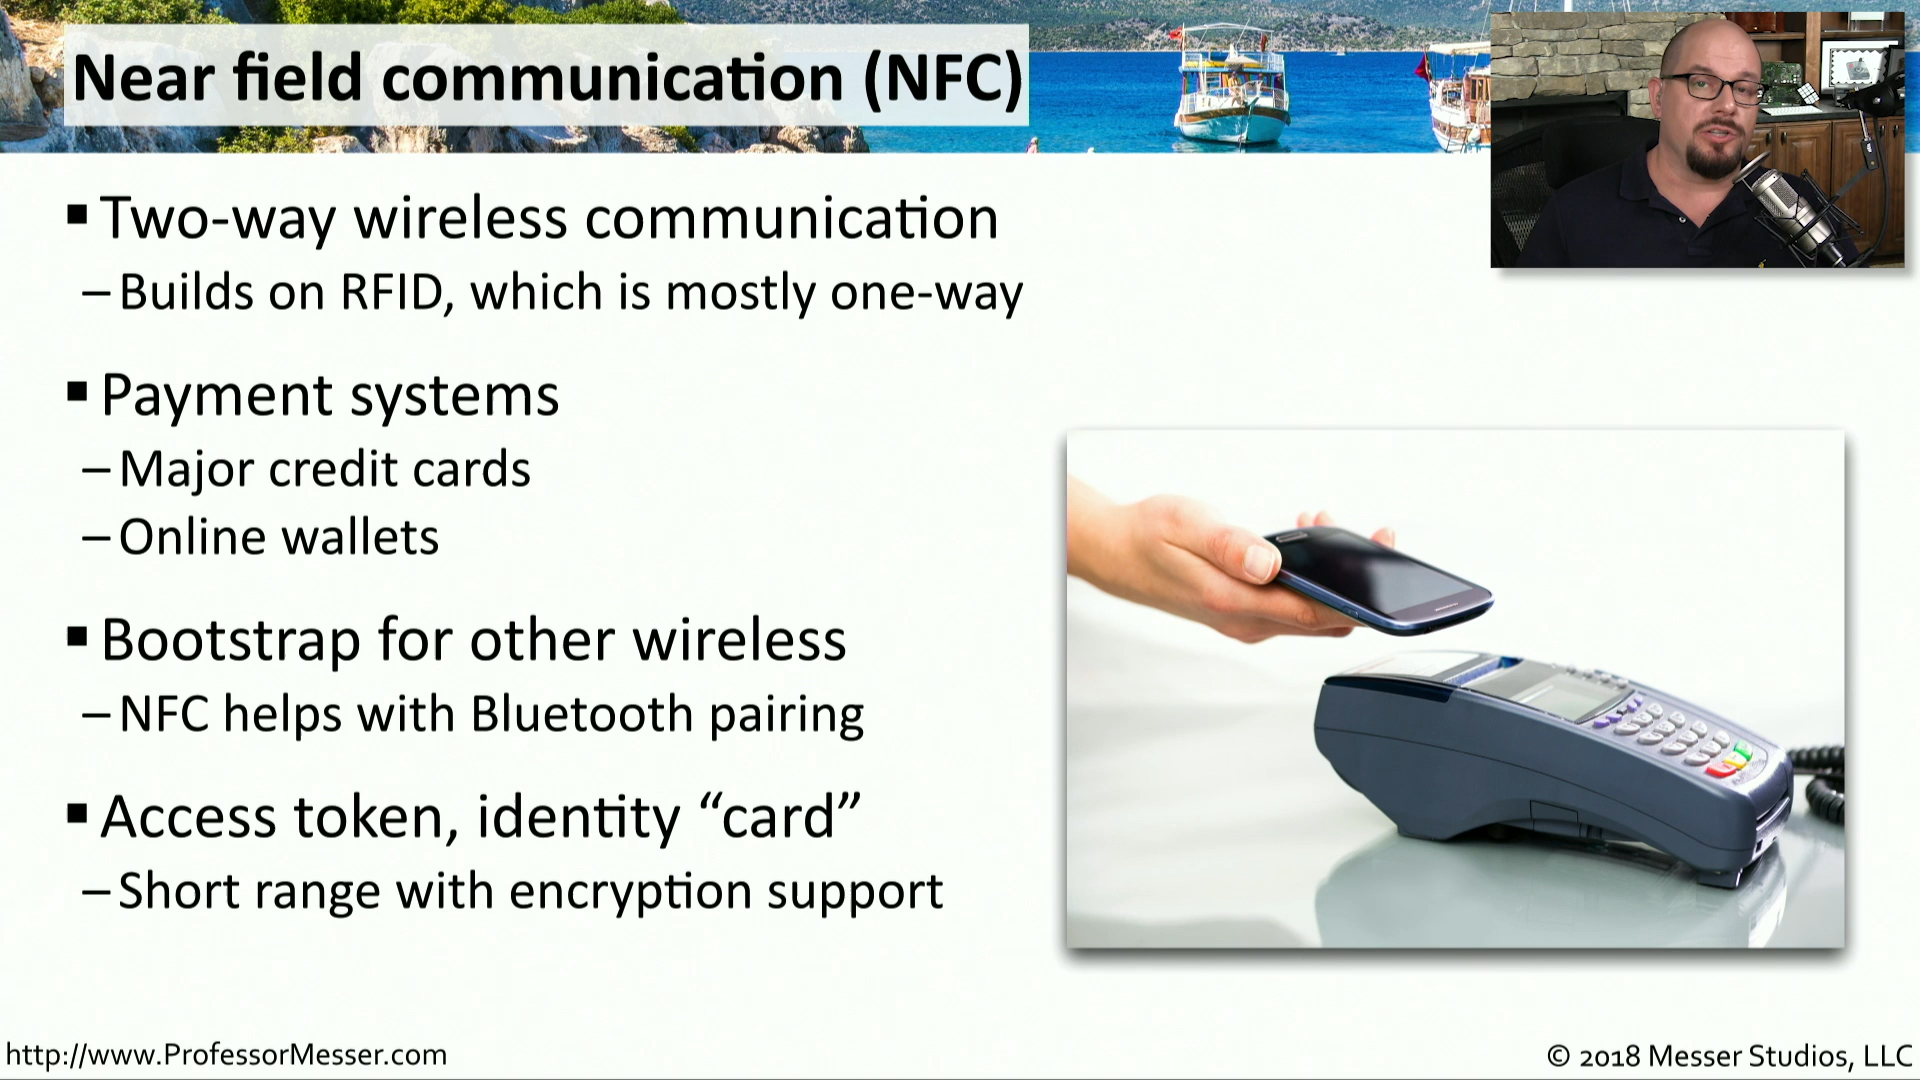 Near field communication (NFC)
▪ Two-way wireless communication
– Builds on RFID, which is mostly one-way
▪ Payment systems
– Major credit cards
– Online wallets
▪ Bootstrap for other wireless
– NFC helps with Bluetooth pairing
▪ Access token, identity “card”
– Short range with encryption support
http://www.ProfessorMesser.com
© 2018 Messer Studios, LLC